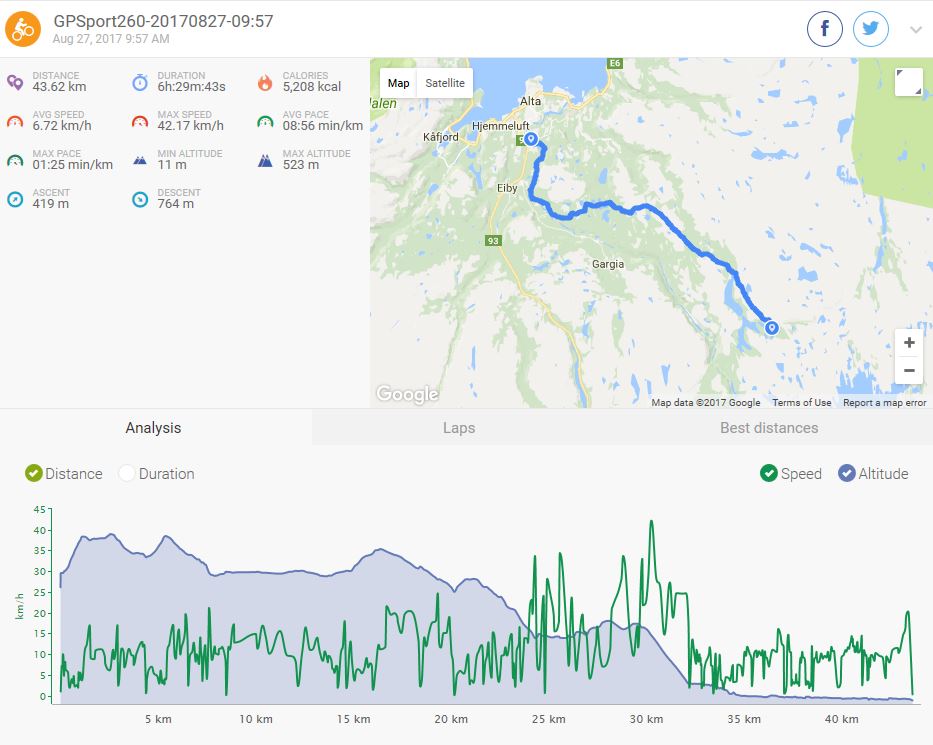 GPSport260-20170827-09:57
Aug 27, 2017 9:57 AM
f
DISTANCE
43.62 km
DURATION
6h:29m:43s
CALORIES
5,208 kcal
AVG SPEED
6.72 km/h
MAX SPEED
42.17 km/h
AVG PACE
08:56 min/km
MAX PACE
01:25 min/km
MIN ALTITUDE
11 m
MAX ALTITUDE
523 m
ASCENT
419 m
DESCENT
764 m
Map Satellite
E6
Alta
dalen
Hjemmeluft
Kåfjord
Eiby
93
Gargia
+
−
Google
Map data ©2017 Google Terms of Use Report a map error
Analysis Laps Best distances
Distance Duration Speed Altitude
45
40
35
30
25
20
15
10
5
0
km/h
5 km 10 km 15 km 20 km 25 km 30 km 35 km 40 km